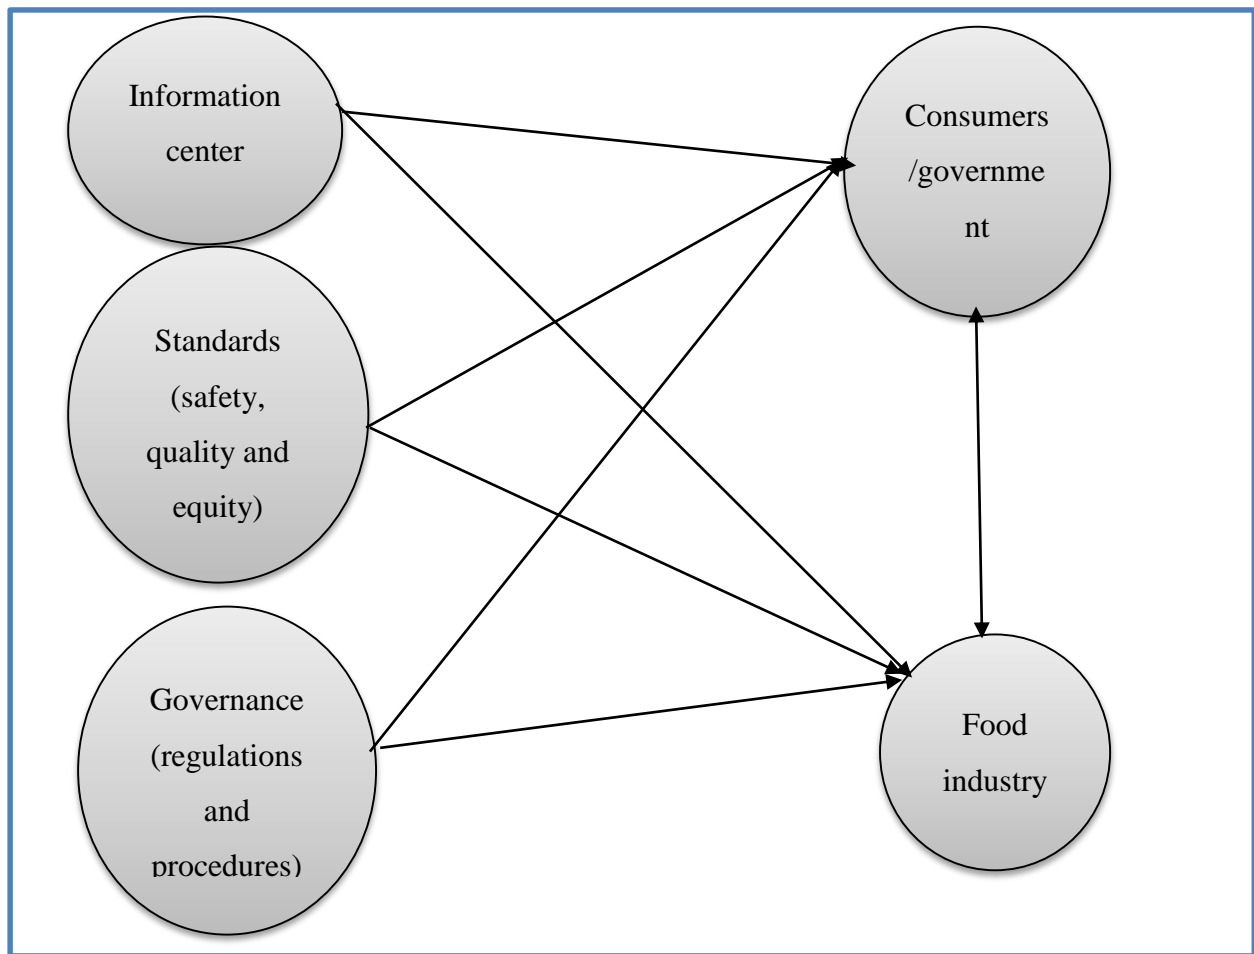 Information
center
Consumers
/governme
nt
Standards
(safety,
quality and
equity)
Governance
(regulations
and
procedures)
Food
industry